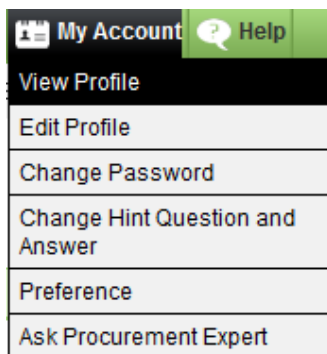 My Account Help
View Profile
Edit Profile
Change Password
Change Hint Question and
Answer
Preference
Ask Procurement Expert